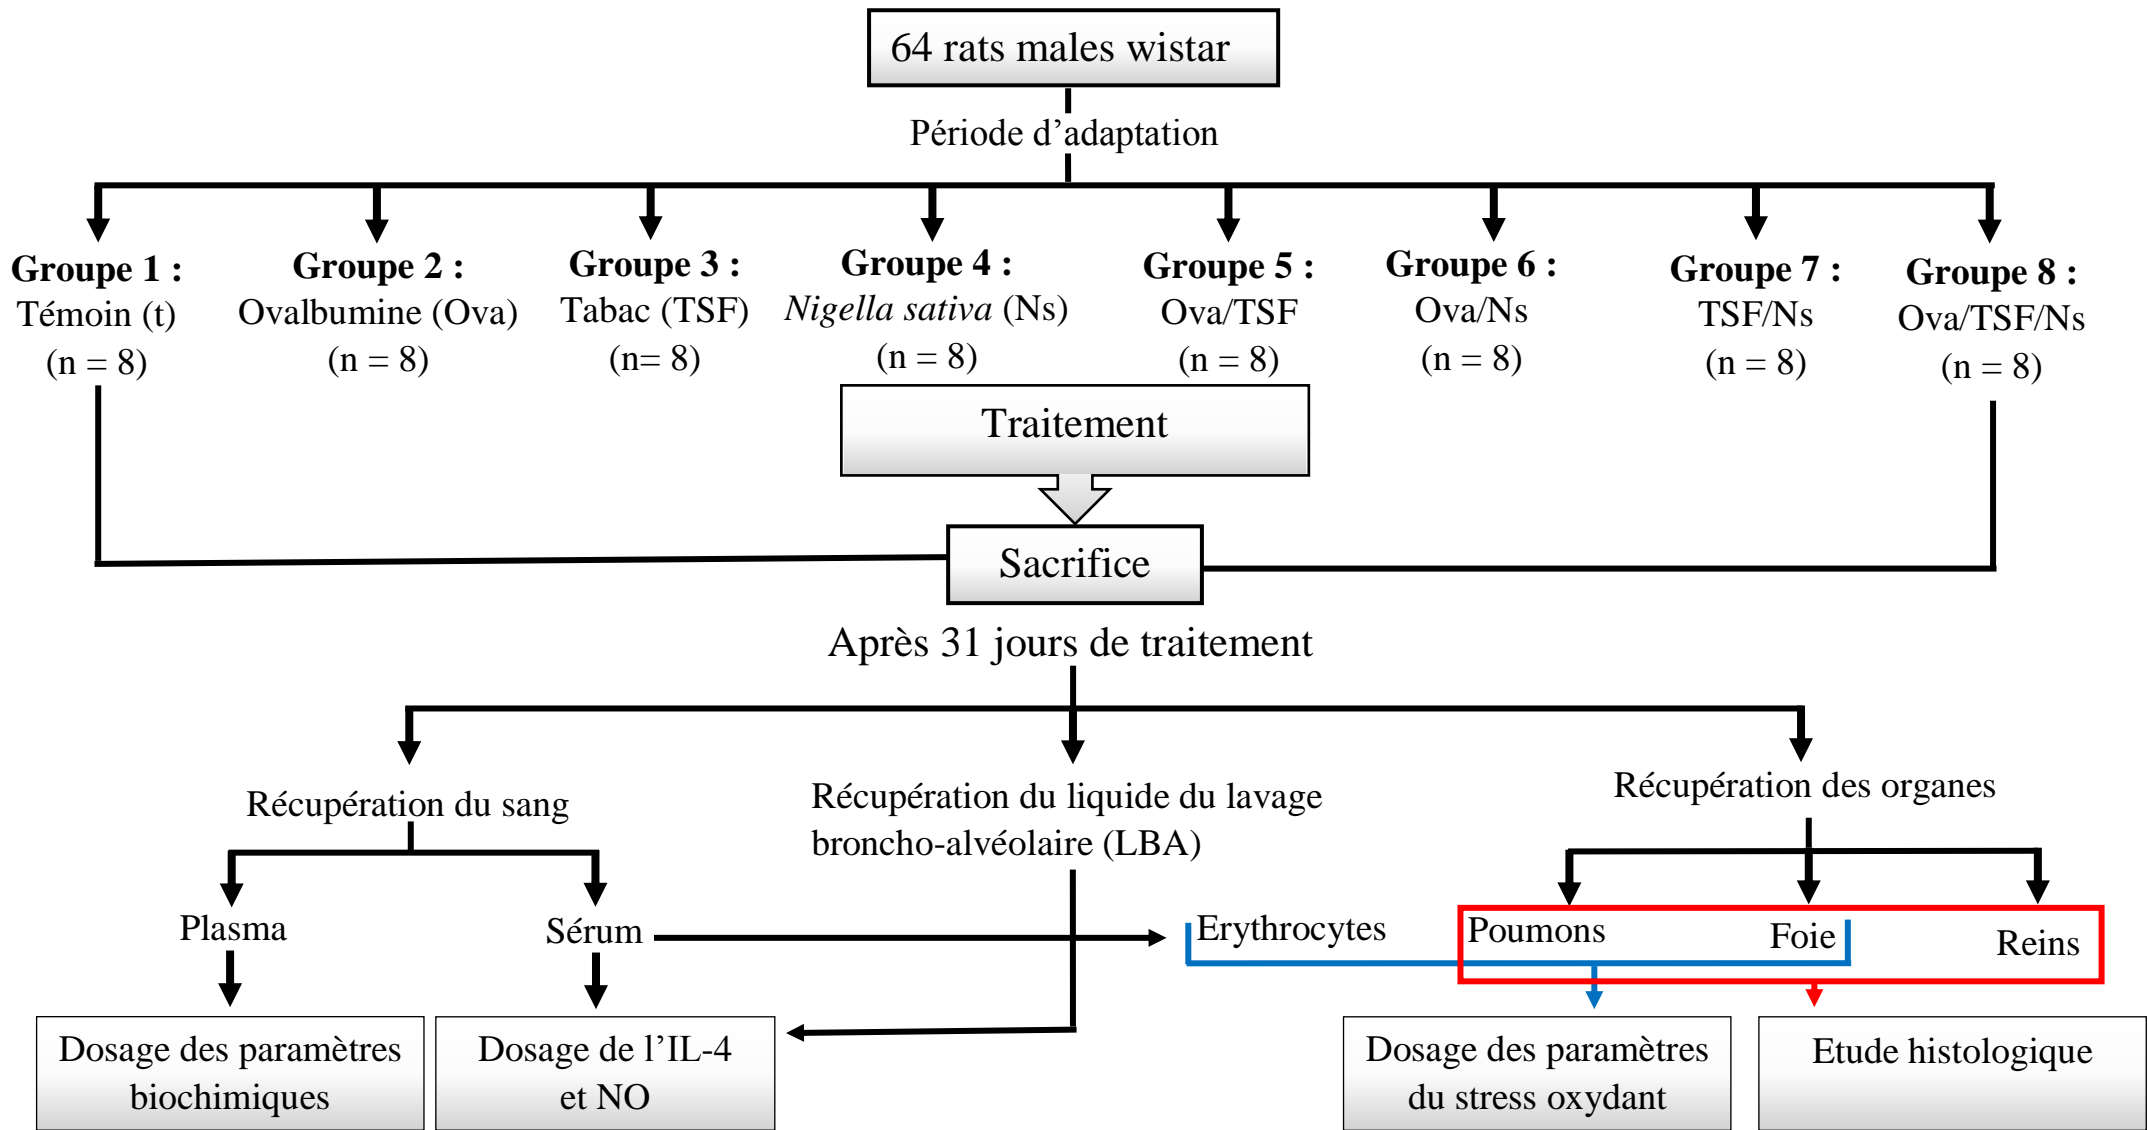 64 rats males wistar
Période d’adaptation
Groupe 1 :
Témoin (t)
(n = 8)
Groupe 2 :
Ovalbumine (Ova)
(n = 8)
Groupe 3 :
Tabac (TSF)
(n= 8)
Groupe 4 :
Nigella sativa (Ns)
(n = 8)
Groupe 5 :
Ova/TSF
(n = 8)
Groupe 6 :
Ova/Ns
(n = 8)
Groupe 7 :
TSF/Ns
(n = 8)
Groupe 8 :
Ova/TSF/Ns
(n = 8)
Traitement
Sacrifice
Après 31 jours de traitement
Récupération du sang
Récupération du liquide du lavage
broncho-alvéolaire (LBA)
Récupération des organes
Plasma
Sérum
Erythrocytes
Poumons
Foie
Reins
Dosage des paramètres
biochimiques
Dosage de l’IL-4
et NO
Dosage des paramètres
du stress oxydant
Etude histologique